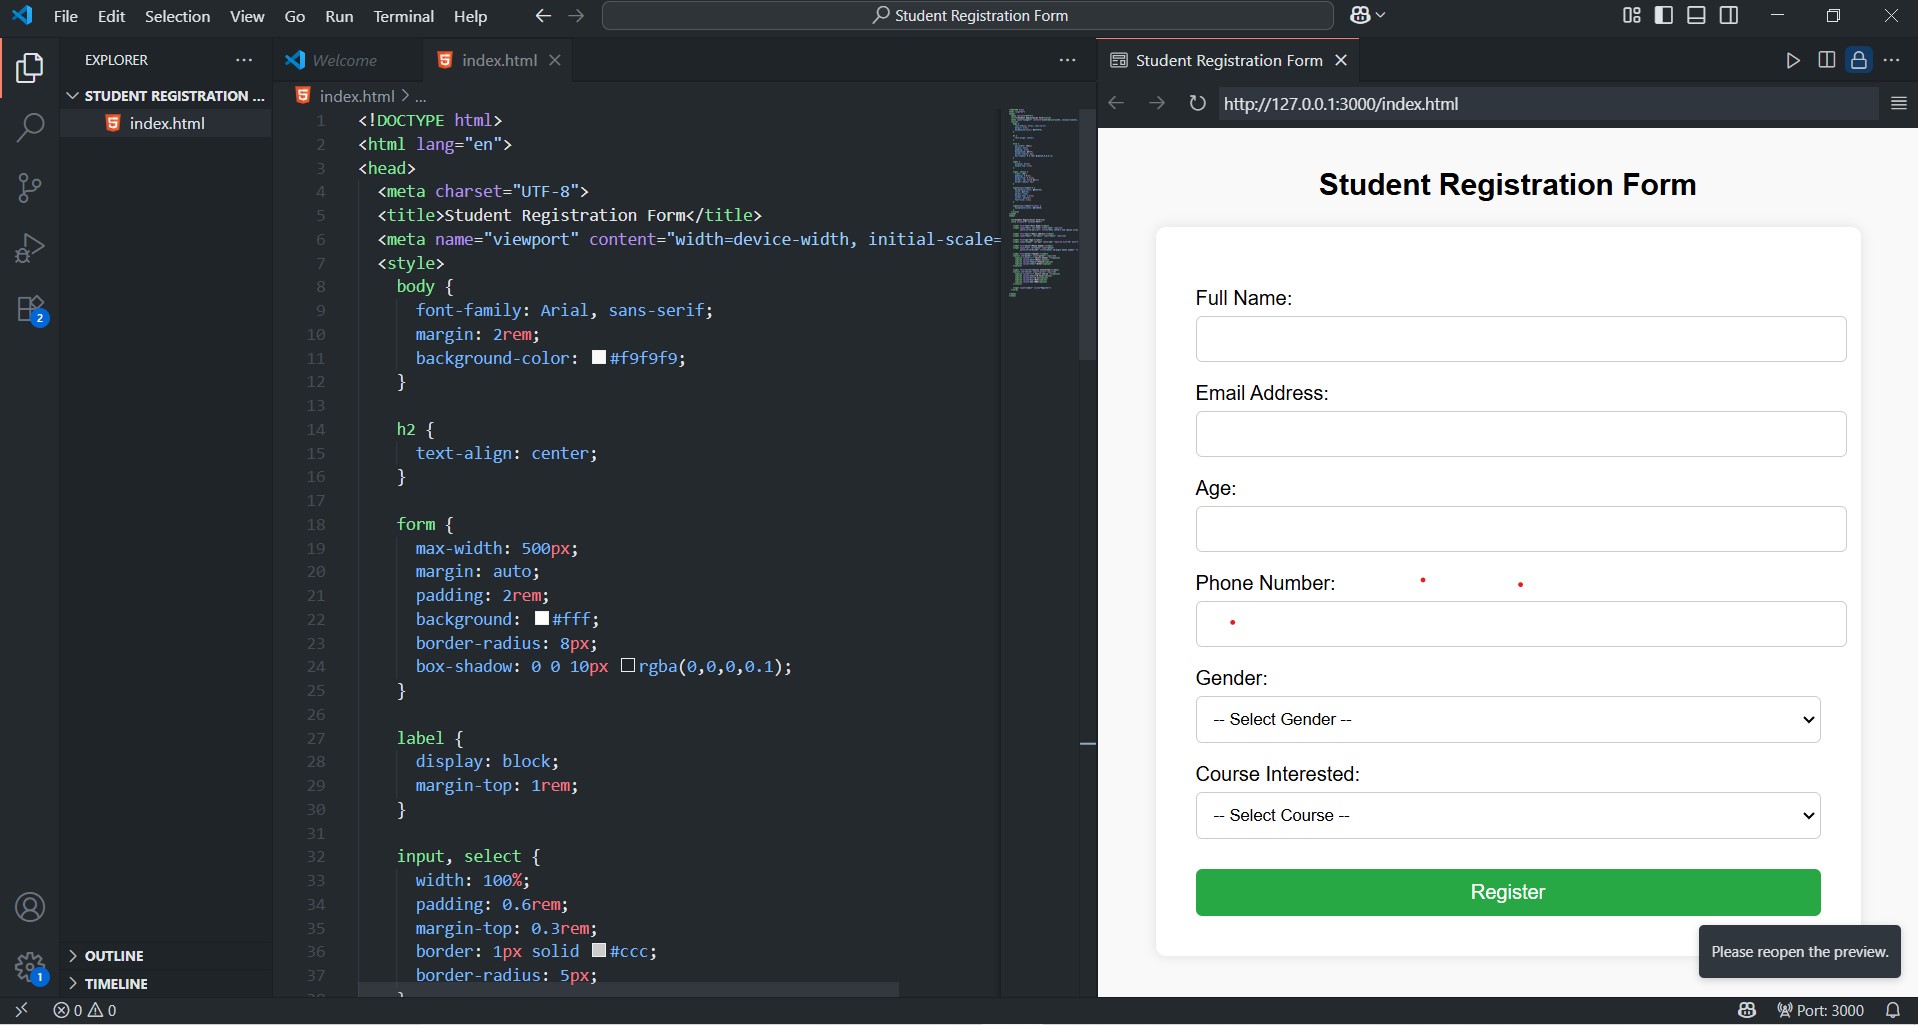 File Edit Selection View Go Run Terminal Help
Student Registration Form
EXPLORER
STUDENT REGISTRATION ...
index.html
OUTLINE
TIMELINE
2
1
Welcome
index.html
index.html > ...
1 <!DOCTYPE html>
2 <html lang="en">
3 <head>
4 <meta charset="UTF-8">
5 <title>Student Registration Form</title>
6 <meta name="viewport" content="width=device-width, initial-scale=
7 <style>
8 body {
9 font-family: Arial, sans-serif;
10 margin: 2rem;
11 background-color: #f9f9f9;
12 }
13
14 h2 {
15 text-align: center;
16 }
17
18 form {
19 max-width: 500px;
20 margin: auto;
21 padding: 2rem;
22 background: #fff;
23 border-radius: 8px;
24 box-shadow: 0 0 10px rgba(0,0,0,0.1);
25 }
26
27 label {
28 display: block;
29 margin-top: 1rem;
30 }
31
32 input, select {
33 width: 100%;
34 padding: 0.6rem;
35 margin-top: 0.3rem;
36 border: 1px solid #ccc;
37 border-radius: 5px;
Student Registration Form
http://127.0.0.1:3000/index.html
Student Registration Form
Full Name:
Email Address:
Age:
Phone Number:
Gender:
-- Select Gender --
Course Interested:
-- Select Course --
Register
Please reopen the preview.
0 0
Port: 3000